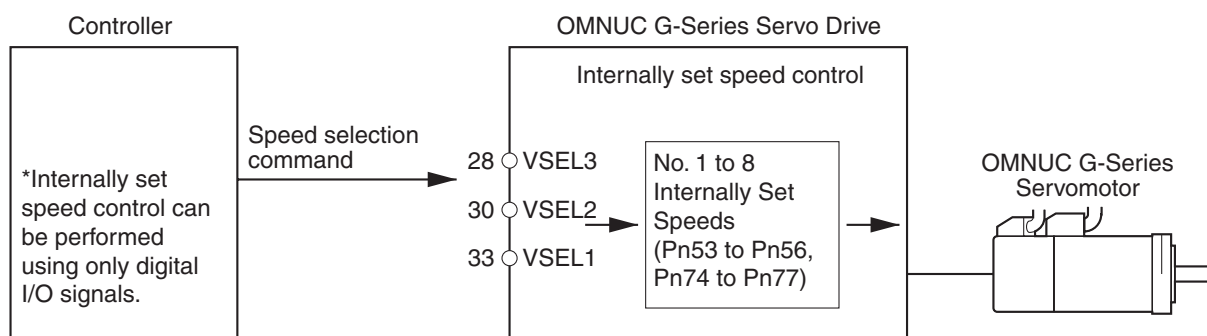 Controller
*Internally set
speed control can
be performed
using only digital
I/O signals.
Speed selection
command
OMNUC G-Series Servo Drive
Internally set speed control
28 VSEL3
30 VSEL2
33 VSEL1
No. 1 to 8
Internally Set
Speeds
(Pn53 to Pn56,
Pn74 to Pn77)
OMNUC G-Series
Servomotor